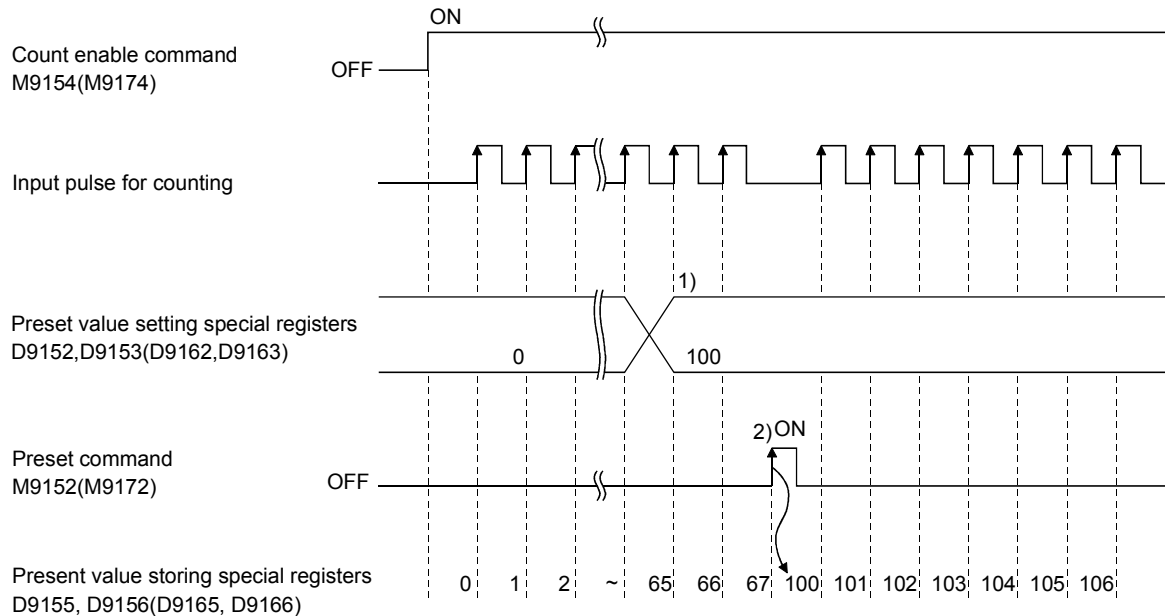 ON
Count enable command
M9154(M9174)
OFF
Input pulse for counting
1)
Preset value setting special registers
D9152,D9153(D9162,D9163)
0
100
2)ON
Preset command
M9152(M9172)
OFF
Present value storing special registers
D9155, D9156(D9165, D9166)
0 1 2 ~ 65 66 67 100 101 102 103 104 105 106